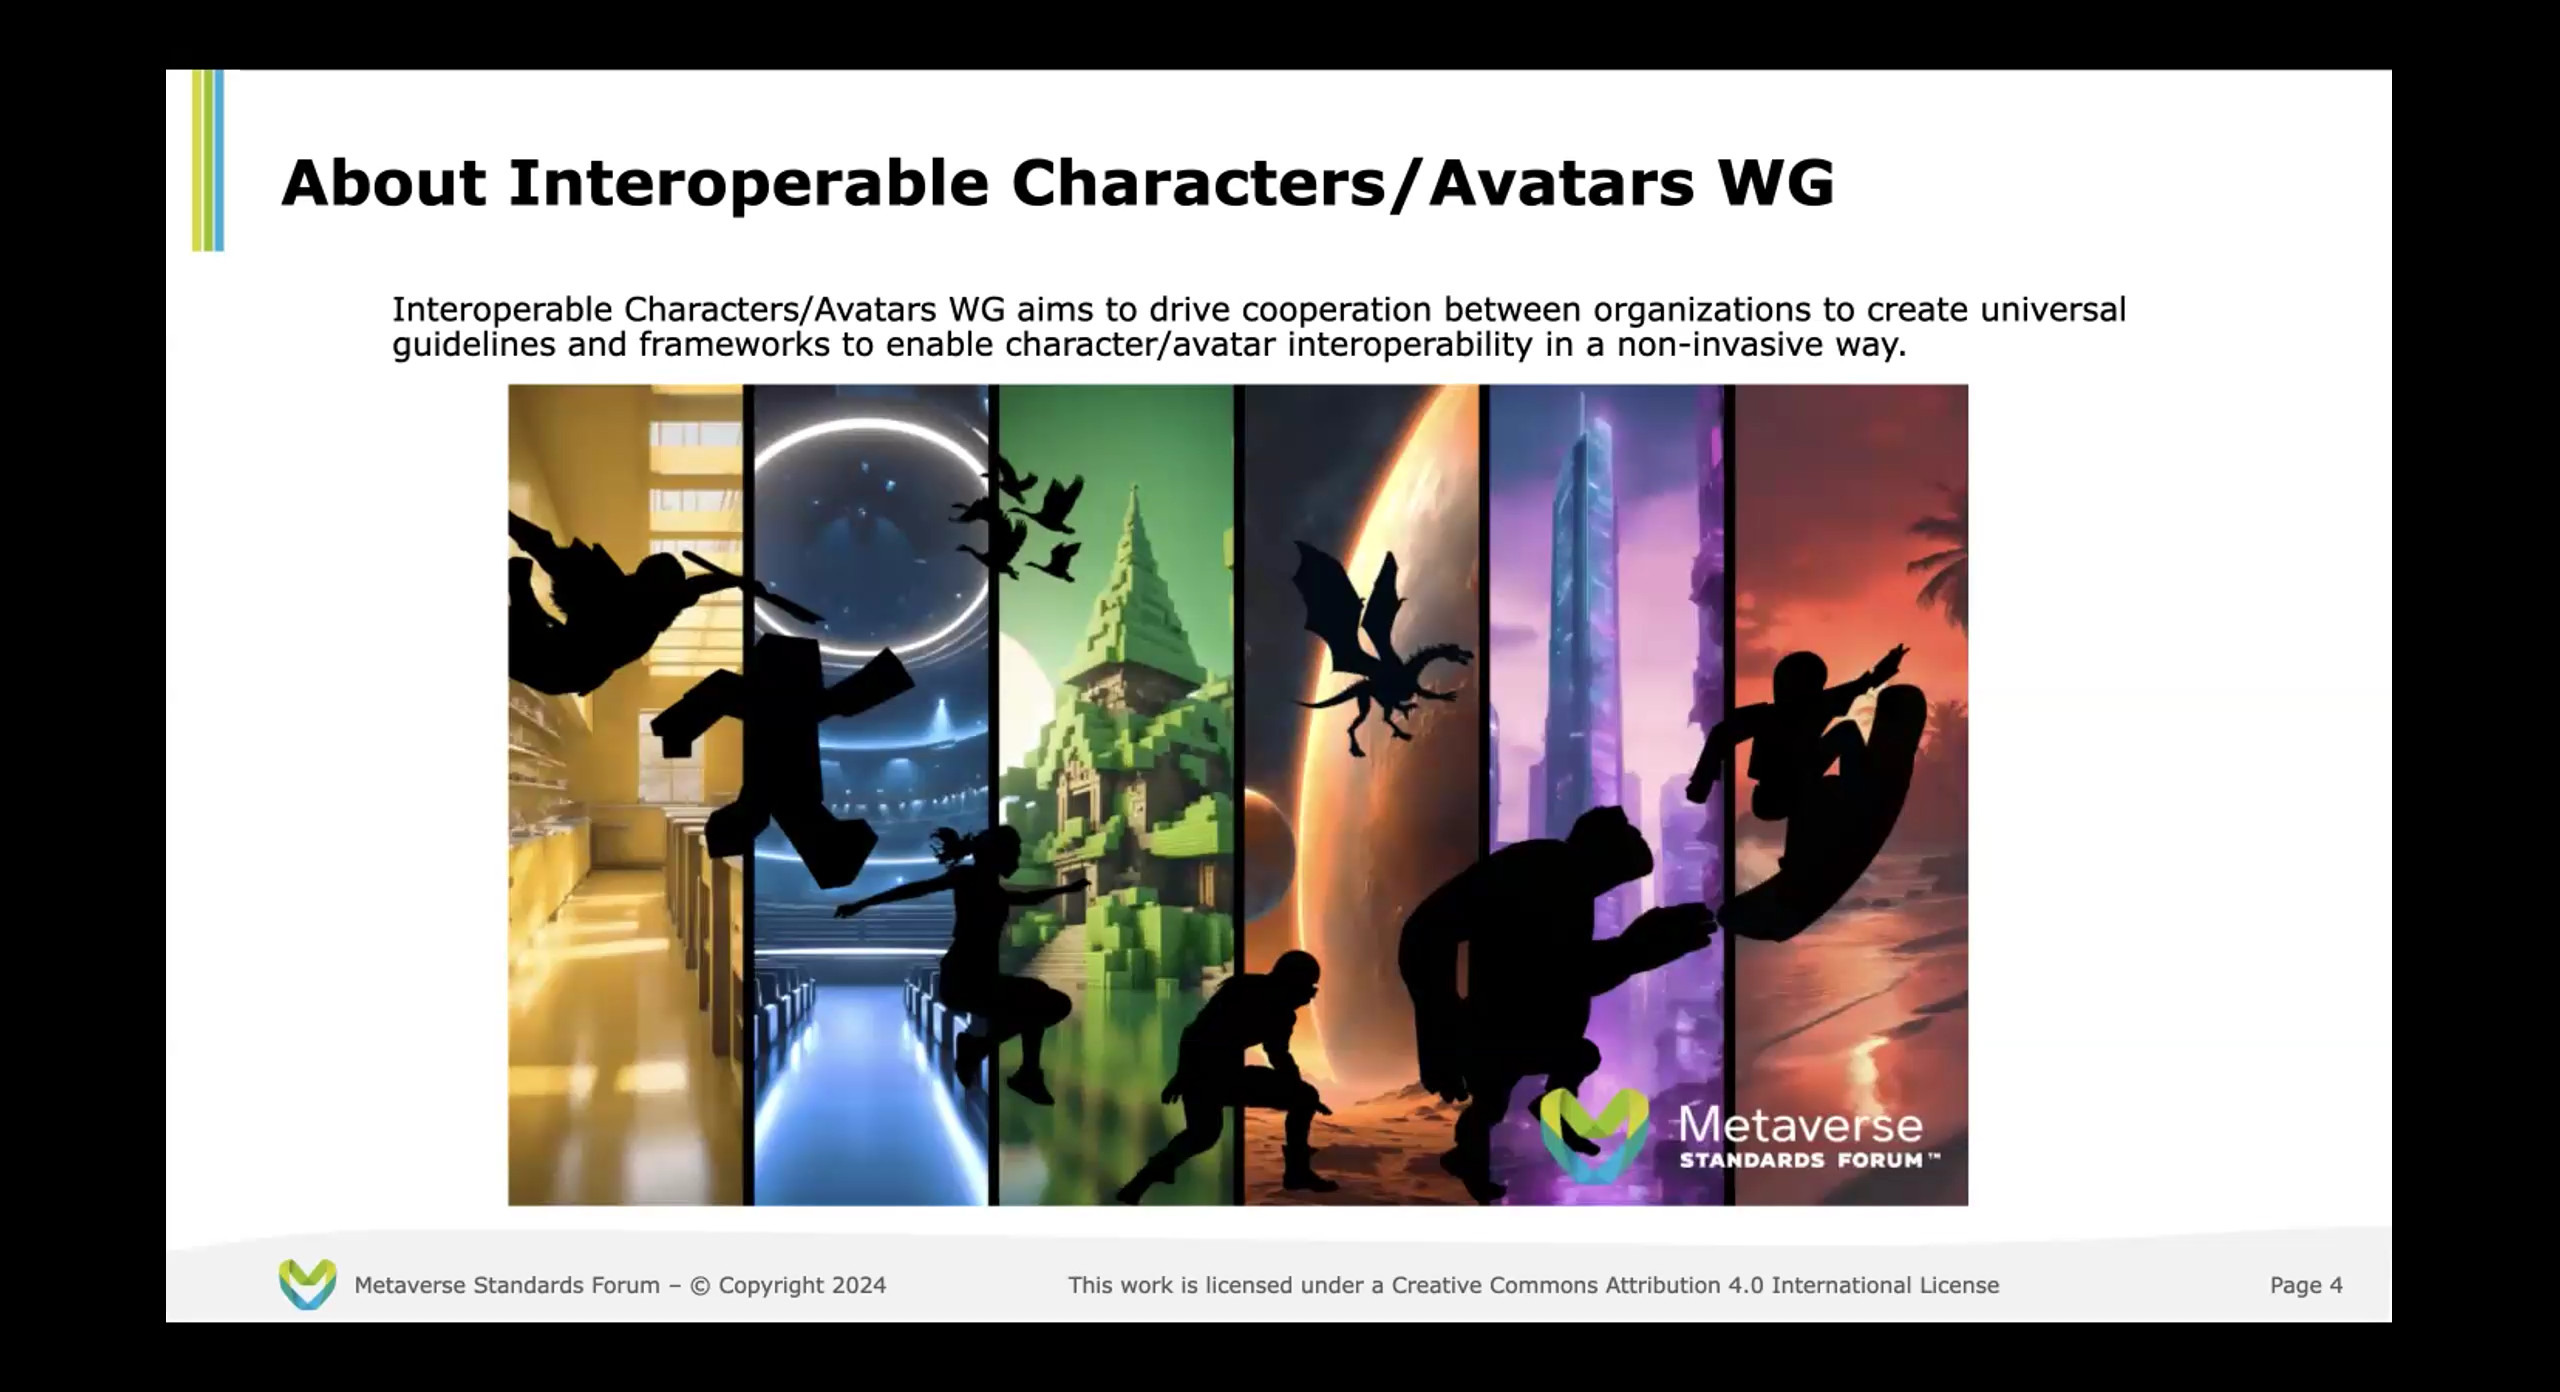 About Interoperable Characters/Avatars WG
Interoperable Characters/Avatars WG aims to drive cooperation between organizations to create universal
guidelines and frameworks to enable character/avatar interoperability in a non-invasive way.
Metaverse
STANDARDS FORUM™
Metaverse Standards Forum – © Copyright 2024
This work is licensed under a Creative Commons Attribution 4.0 International License
Page 4